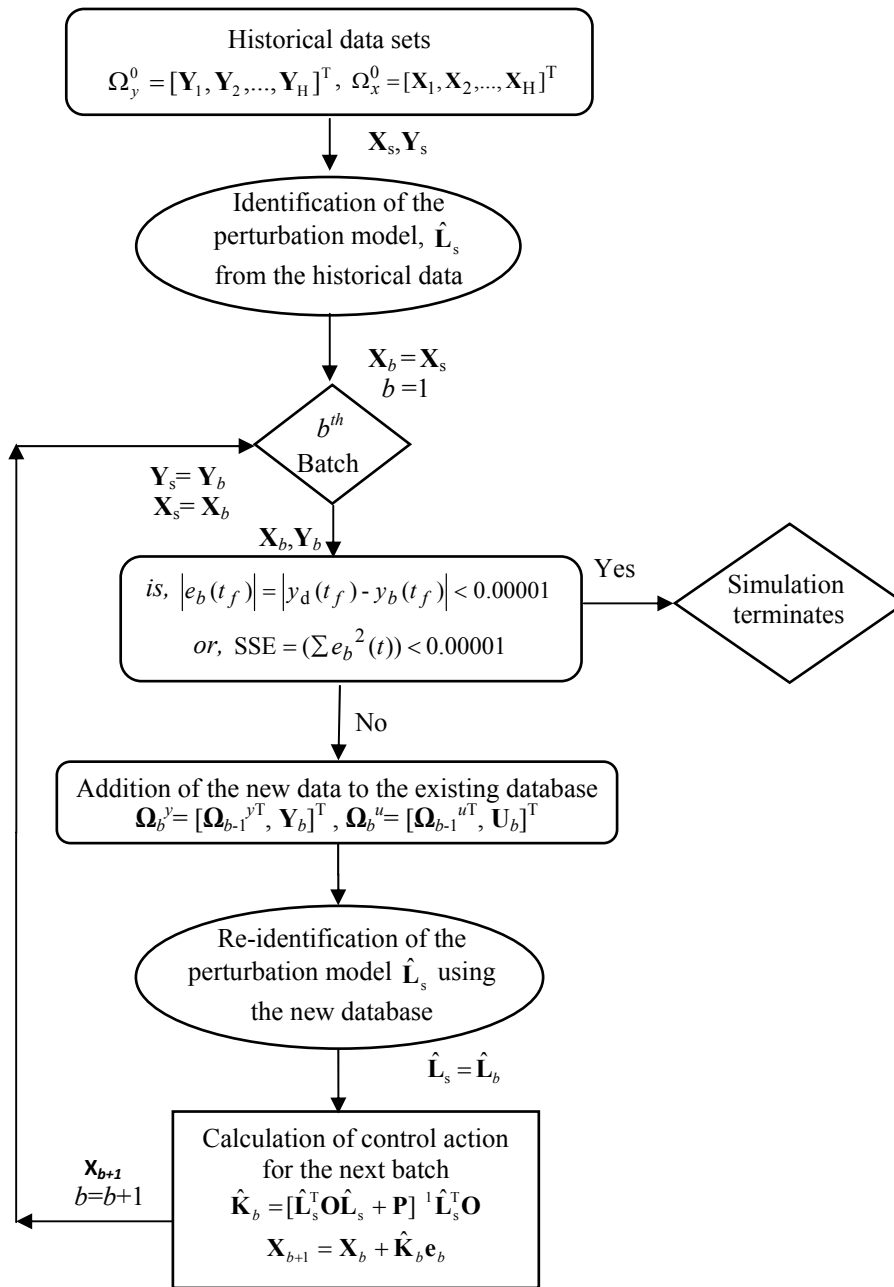 Historical data sets
Ω_y^0 = [Y_1, Y_2,..., Y_H]^T , Ω_x^0 = [X_1, X_2,..., X_H]^T
X_s,Y_s
Identification of the
perturbation model, L̂_s
from the historical data
X_b = X_s
b =1
b^th
Batch
Y_s= Y_b
X_s= X_b
X_b,Y_b
is, |e_b(t_f)| = |y_d(t_f) - y_b(t_f)| < 0.00001
or, SSE = (∑ e_b^2(t)) < 0.00001
Yes
Simulation
terminates
No
Addition of the new data to the existing database
Ω_b^y= [Ω_b-1^yT, Y_b]^T , Ω_b^u= [Ω_b-1^uT, U_b]^T
Re-identification of the
perturbation model L̂_s using
the new database
L̂_s = L̂_b
Calculation of control action
for the next batch
K̂_b = [L̂_s^T O L̂_s + P]^1 L̂_s^T O
X_b+1 = X_b + K̂_b e_b
X_b+1
b=b+1